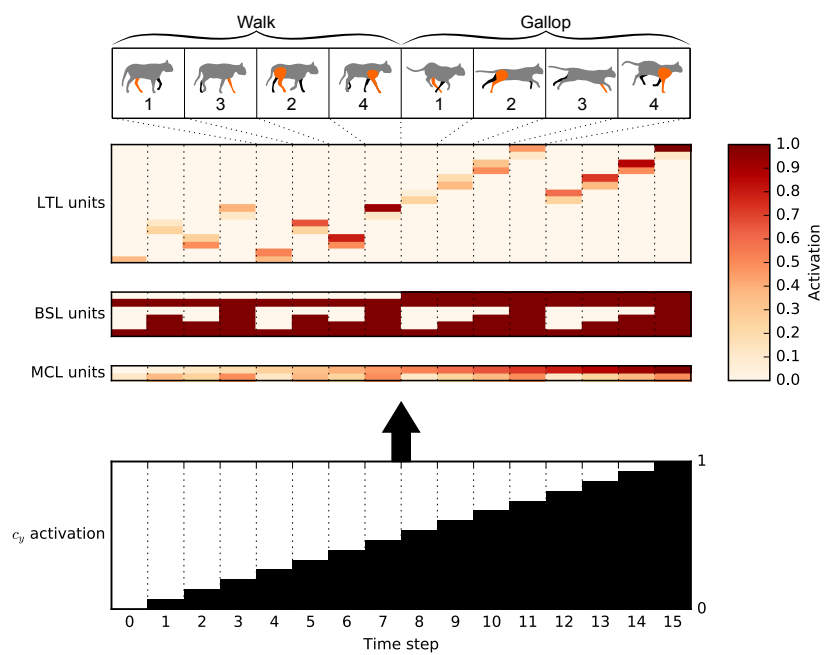 Walk Gallop
1 3 2 4 1 2 3 4
LTL units
BSL units
MCL units
1.0
0.9
0.8
0.7
0.6
0.5
0.4
0.3
0.2
0.1
0.0
Activation
1
c_y activation
0
0 1 2 3 4 5 6 7 8 9 10 11 12 13 14 15
Time step